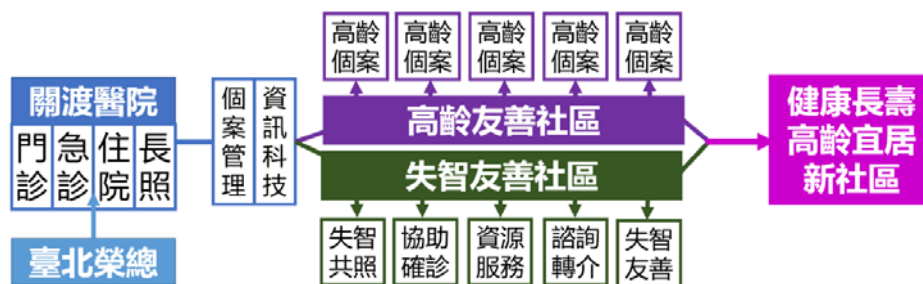 關渡醫院
門診
急診
住院
長照
臺北榮總
個案管理
資訊科技
高齡
個案
高齡
個案
高齡
個案
高齡
個案
高齡
個案
高齡友善社區
失智友善社區
失智
共照
協助
確診
資源
服務
諮詢
轉介
失智
友善
健康長壽
高齡宜居
新社區